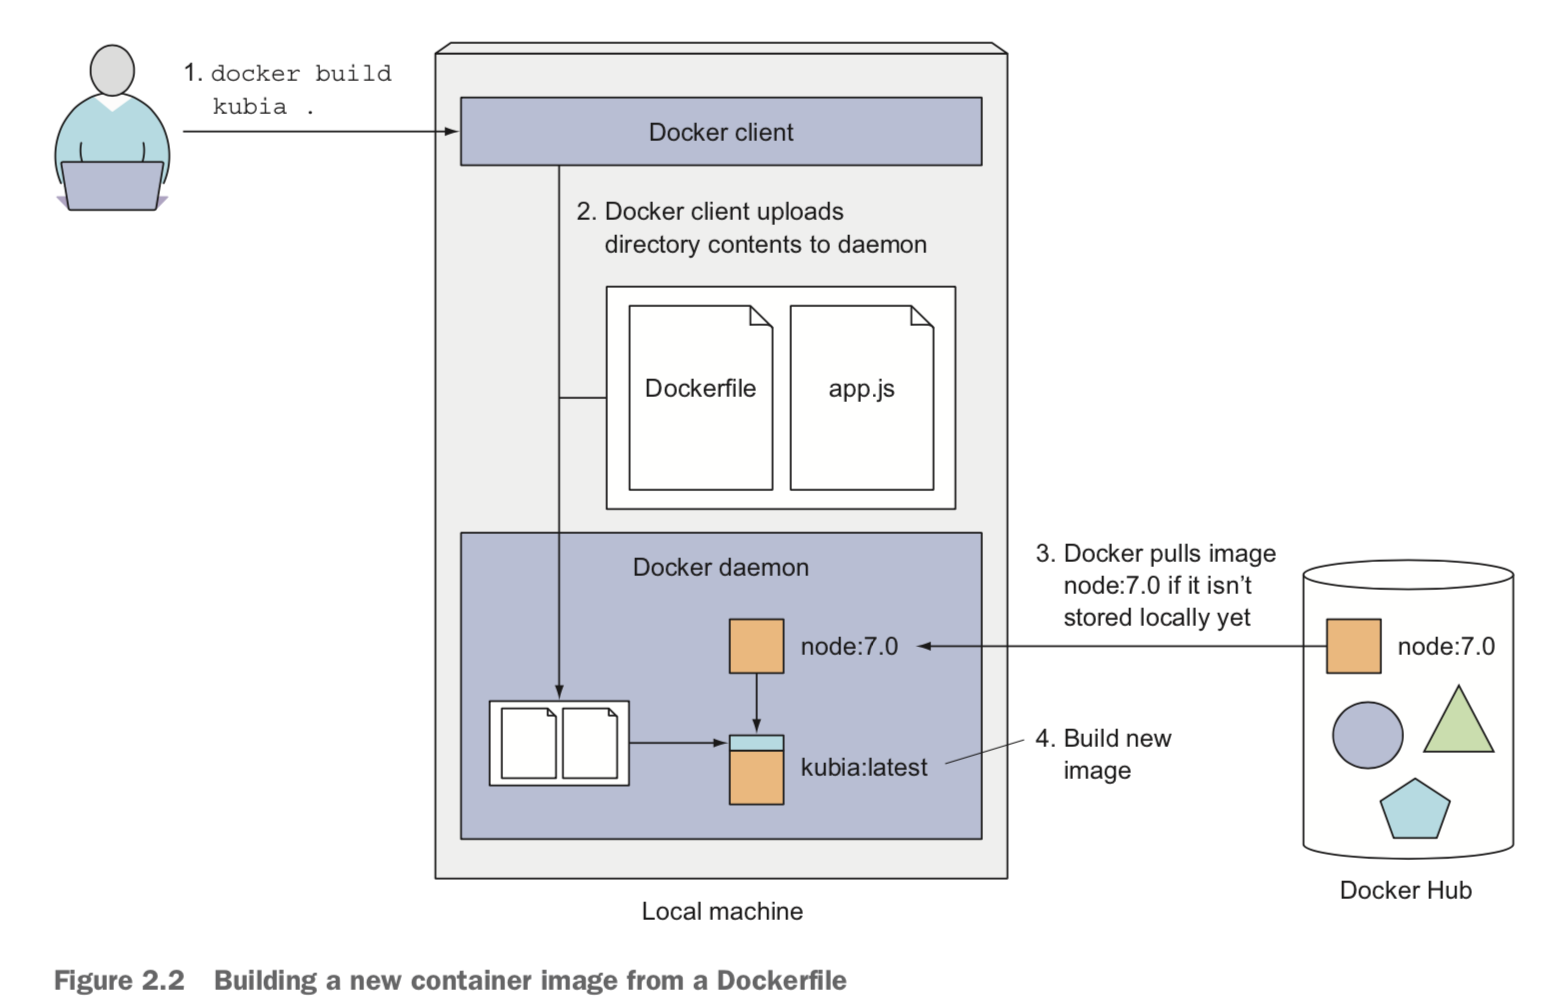 1. docker build
kubia .
Docker client
2. Docker client uploads
directory contents to daemon
Dockerfile
app.js
Docker daemon
3. Docker pulls image
node:7.0 if it isn't
stored locally yet
node:7.0
node:7.0
4. Build new
image
kubia:latest
Docker Hub
Local machine
Figure 2.2 Building a new container image from a Dockerfile